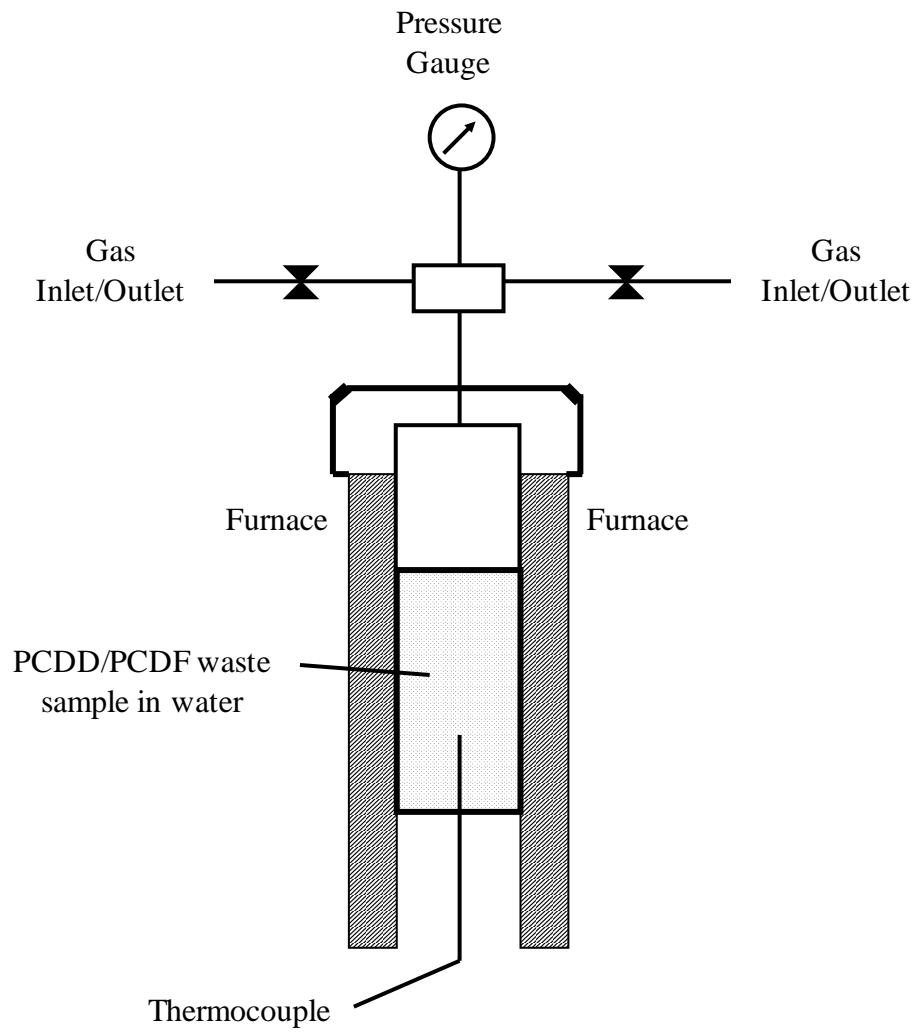 Pressure
Gauge
Gas
Inlet/Outlet
Gas
Inlet/Outlet
Furnace
Furnace
PCDD/PCDF waste
sample in water
Thermocouple